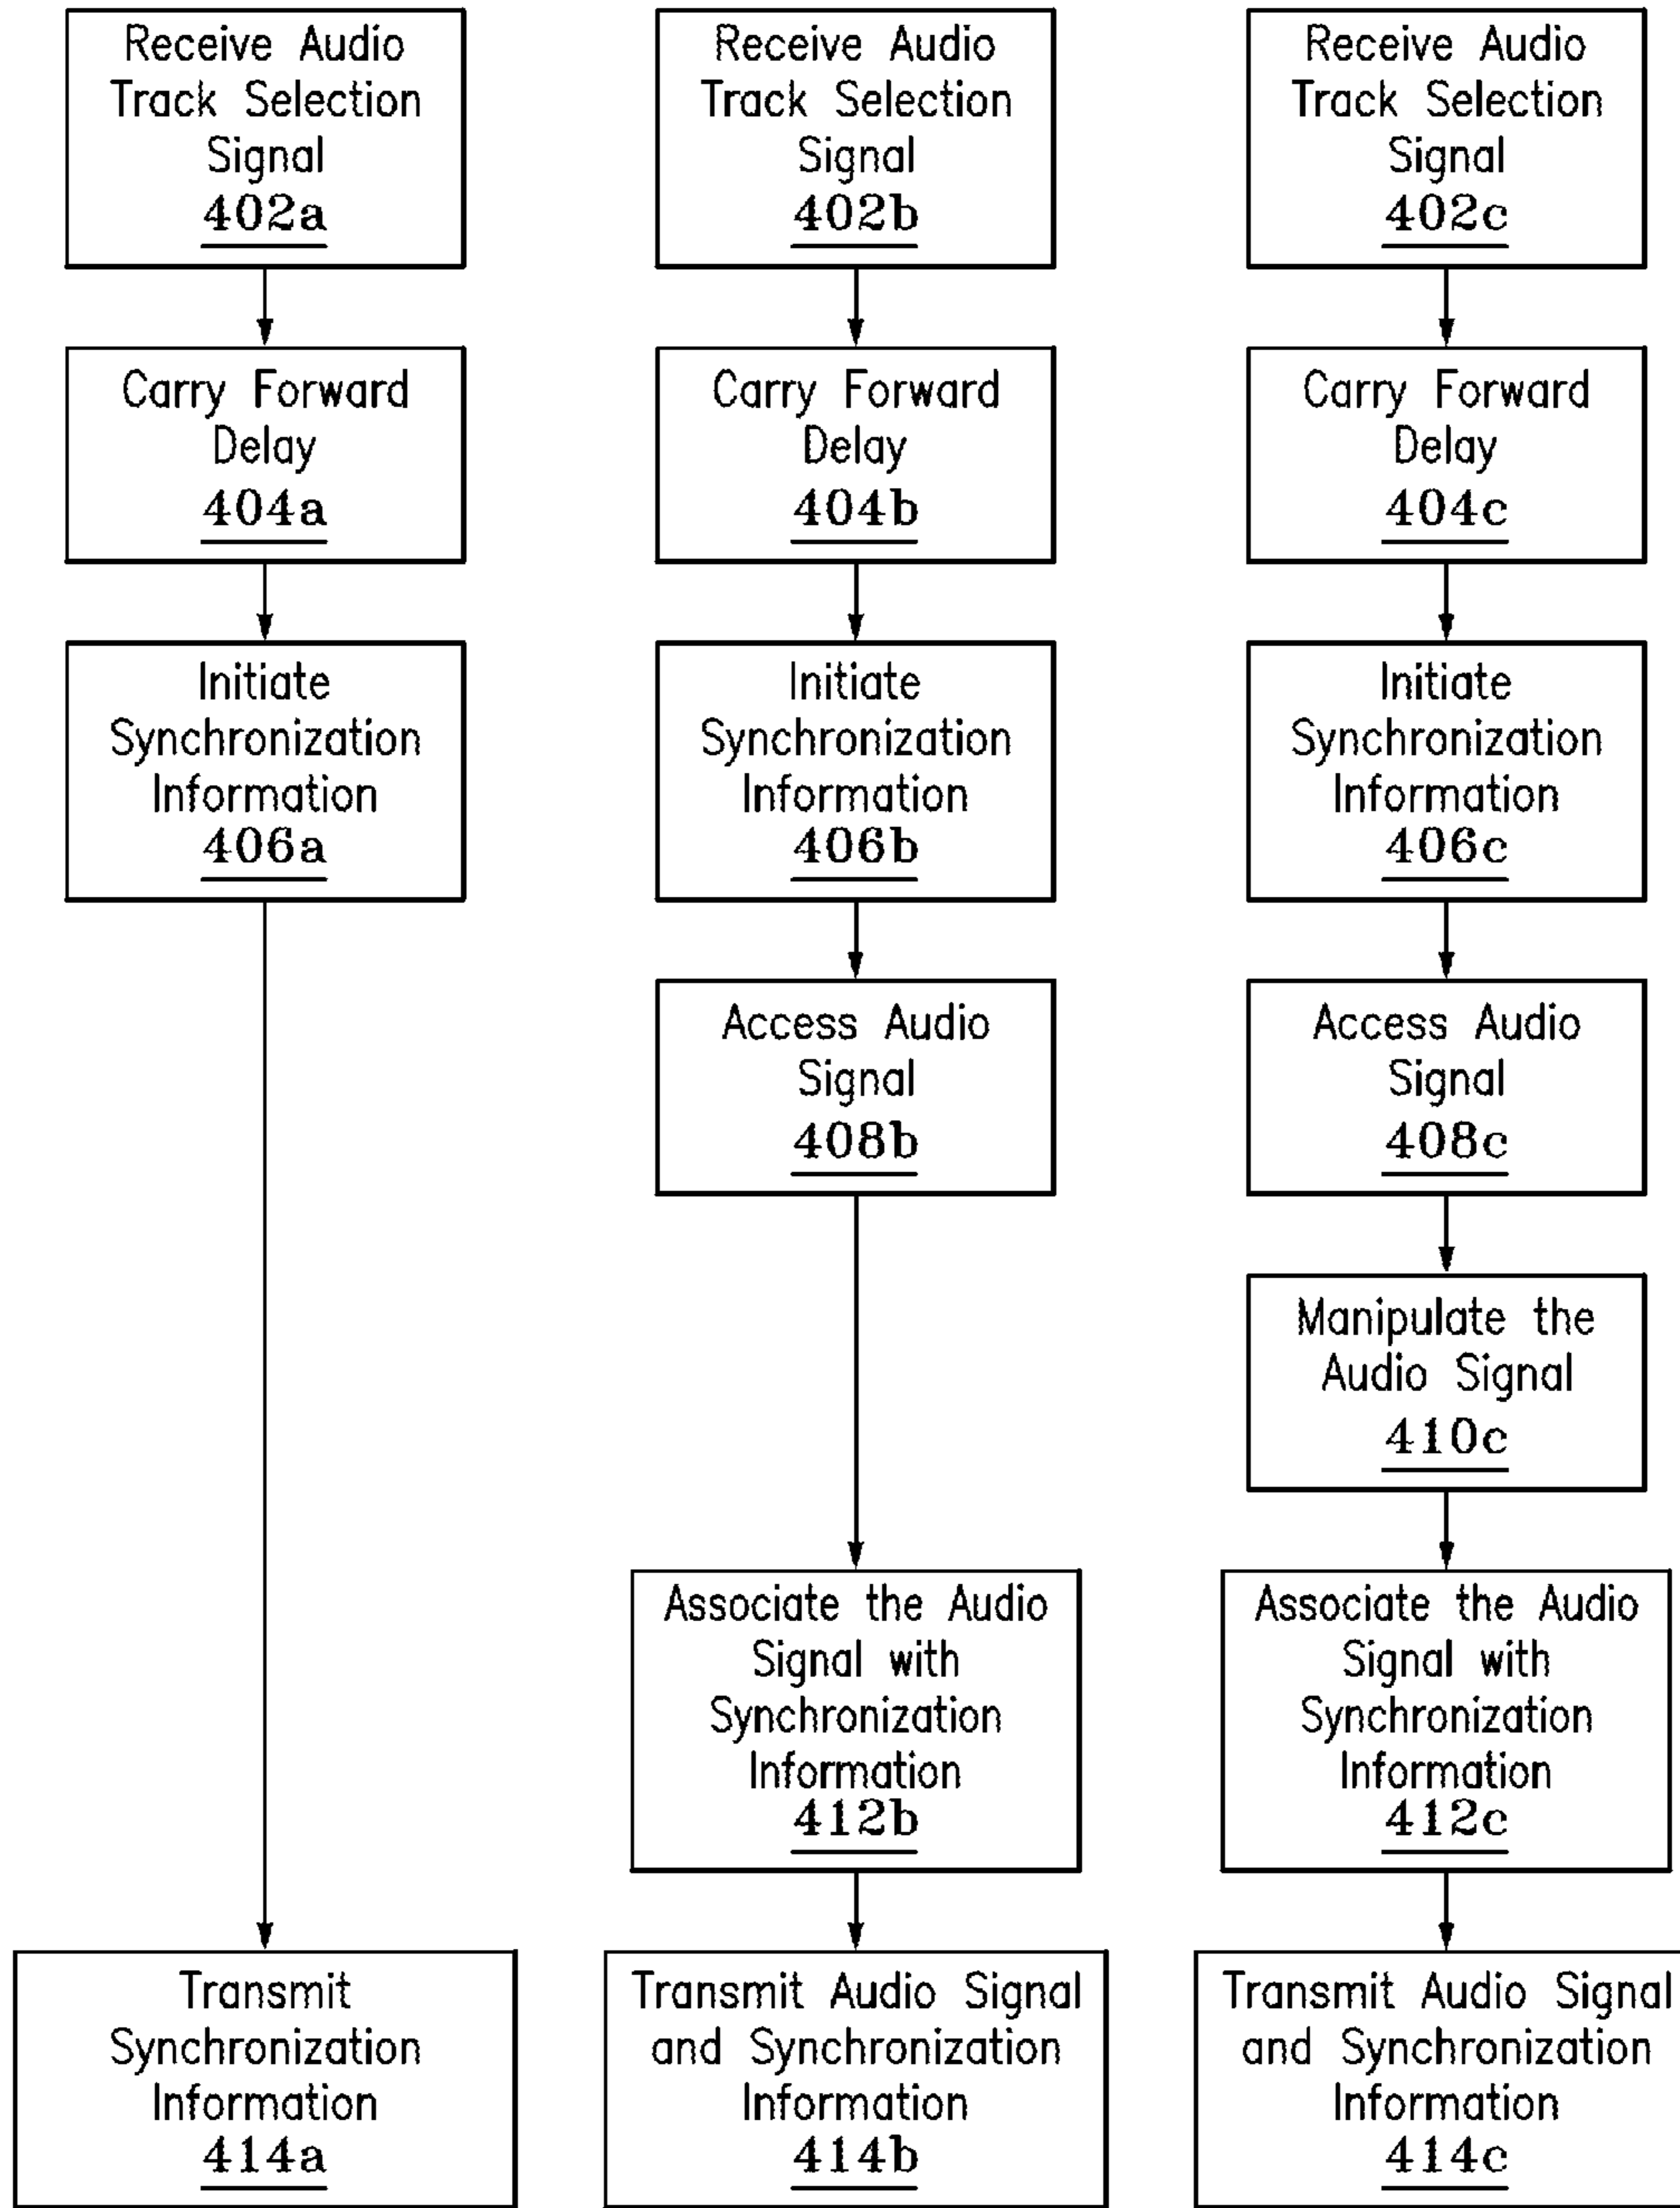 Receive Audio
Track Selection
Signal
402a
Carry Forward
Delay
404a
Initiate
Synchronization
Information
406a
Transmit
Synchronization
Information
414a
Receive Audio
Track Selection
Signal
402b
Carry Forward
Delay
404b
Initiate
Synchronization
Information
406b
Access Audio
Signal
408b
Associate the Audio
Signal with
Synchronization
Information
412b
Transmit Audio Signal
and Synchronization
Information
414b
Receive Audio
Track Selection
Signal
402c
Carry Forward
Delay
404c
Initiate
Synchronization
Information
406c
Access Audio
Signal
408c
Manipulate the
Audio Signal
410c
Associate the Audio
Signal with
Synchronization
Information
412c
Transmit Audio Signal
and Synchronization
Information
414c